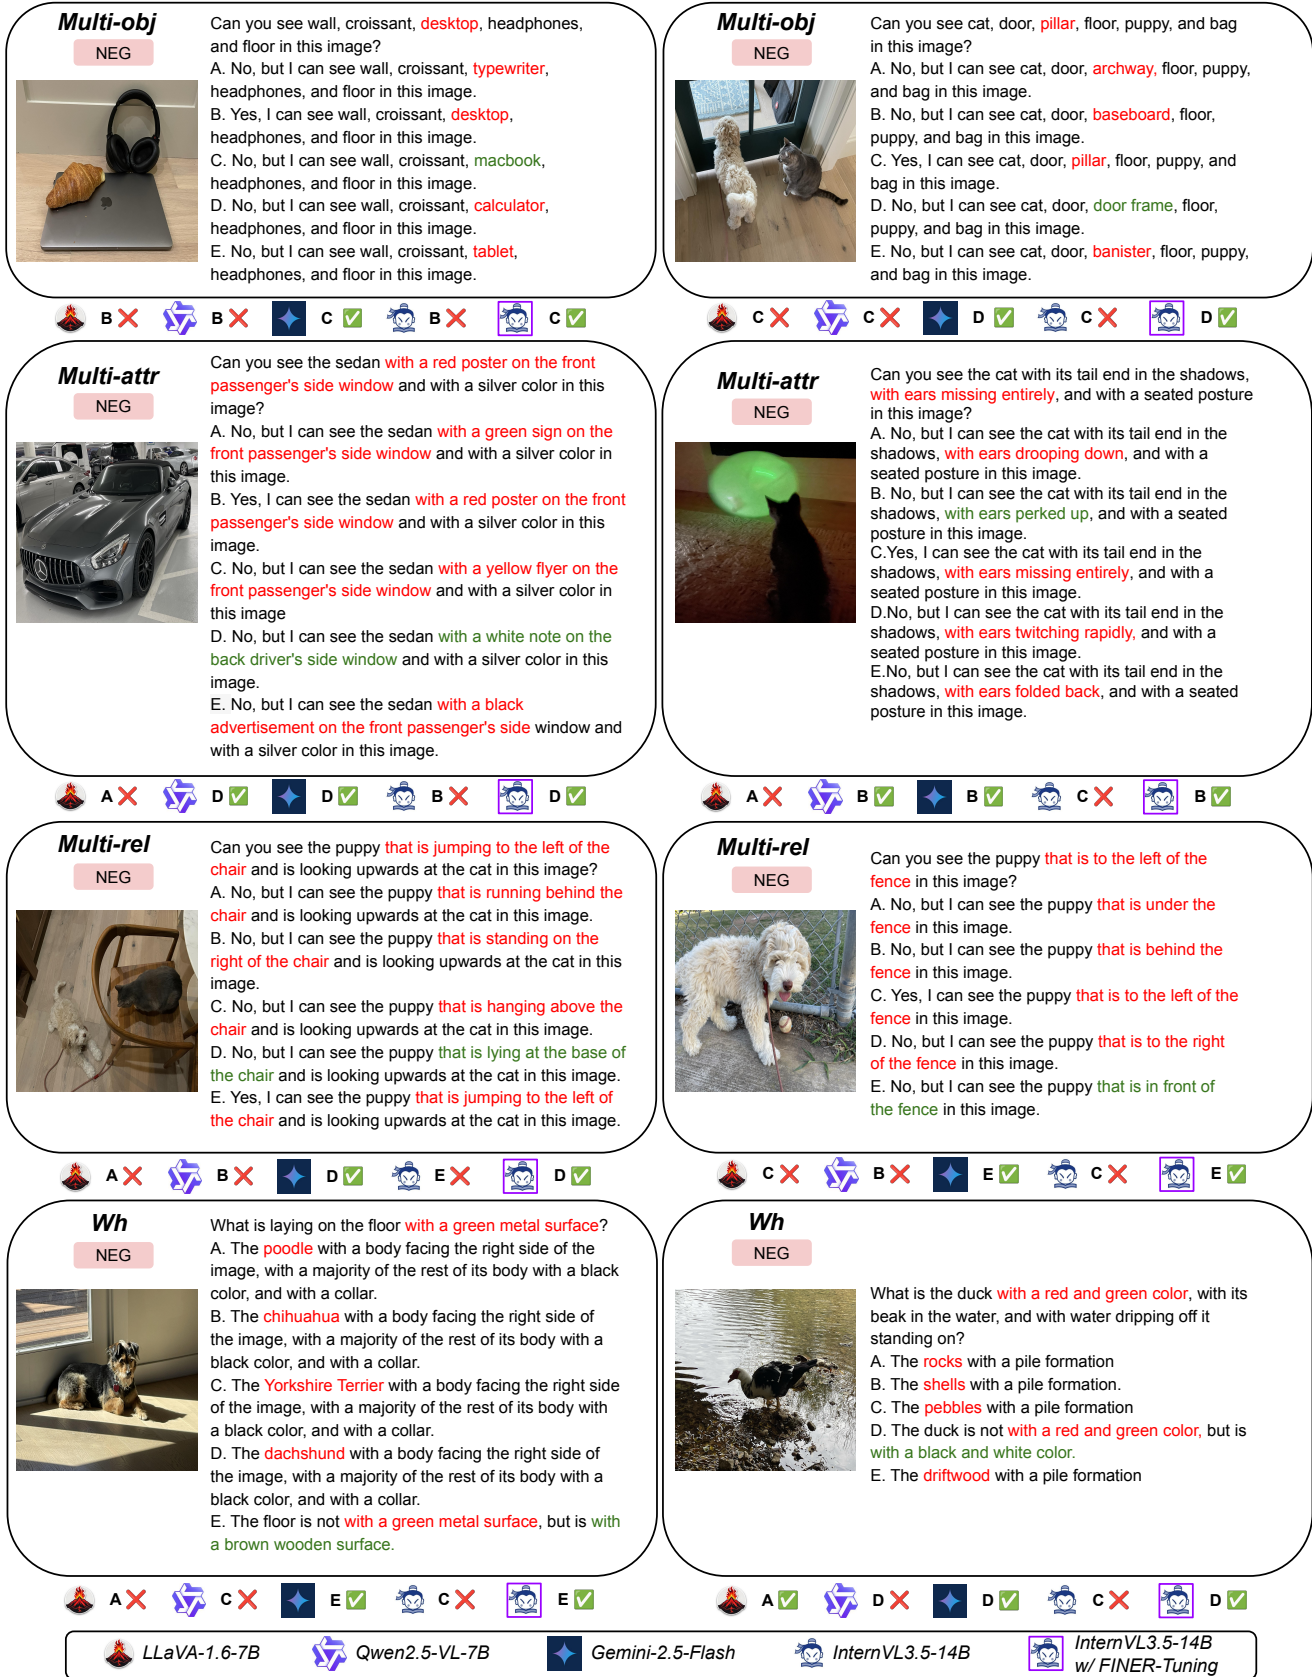 Multi-obj
NEG
Can you see wall, croissant, desktop, headphones,
and floor in this image?
A. No, but I can see wall, croissant, typewriter,
headphones, and floor in this image.
B. Yes, I can see wall, croissant, desktop,
headphones, and floor in this image.
C. No, but I can see wall, croissant, macbook,
headphones, and floor in this image.
D. No, but I can see wall, croissant, calculator,
headphones, and floor in this image.
E. No, but I can see wall, croissant, tablet,
headphones, and floor in this image.
B B C B C
Multi-obj
NEG
Can you see cat, door, pillar, floor, puppy, and bag
in this image?
A. No, but I can see cat, door, archway, floor, puppy,
and bag in this image.
B. No, but I can see cat, door, baseboard, floor,
puppy, and bag in this image.
C. Yes, I can see cat, door, pillar, floor, puppy, and
bag in this image.
D. No, but I can see cat, door, door frame, floor,
puppy, and bag in this image.
E. No, but I can see cat, door, banister, floor, puppy,
and bag in this image.
C C D C D
Multi-attr
NEG
Can you see the sedan with a red poster on the front
passenger's side window and with a silver color in this
image?
A. No, but I can see the sedan with a green sign on the
front passenger's side window and with a silver color in
this image.
B. Yes, I can see the sedan with a red poster on the front
passenger's side window and with a silver color in this
image.
C. No, but I can see the sedan with a yellow flyer on the
front passenger's side window and with a silver color in
this image
D. No, but I can see the sedan with a white note on the
back driver's side window and with a silver color in this
image.
E. No, but I can see the sedan with a black
advertisement on the front passenger's side window and
with a silver color in this image.
A D D B D
Multi-attr
NEG
Can you see the cat with its tail end in the shadows,
with ears missing entirely, and with a seated posture
in this image?
A. No, but I can see the cat with its tail end in the
shadows, with ears drooping down, and with a
seated posture in this image.
B. No, but I can see the cat with its tail end in the
shadows, with ears perked up, and with a seated
posture in this image.
C.Yes, I can see the cat with its tail end in the
shadows, with ears missing entirely, and with a
seated posture in this image.
D.No, but I can see the cat with its tail end in the
shadows, with ears twitching rapidly, and with a
seated posture in this image.
E.No, but I can see the cat with its tail end in the
shadows, with ears folded back, and with a seated
posture in this image.
A B B C B
Multi-rel
NEG
Can you see the puppy that is jumping to the left of the
chair and is looking upwards at the cat in this image?
A. No, but I can see the puppy that is running behind the
chair and is looking upwards at the cat in this image.
B. No, but I can see the puppy that is standing on the
right of the chair and is looking upwards at the cat in this
image.
C. No, but I can see the puppy that is hanging above the
chair and is looking upwards at the cat in this image.
D. No, but I can see the puppy that is lying at the base of
the chair and is looking upwards at the cat in this image.
E. Yes, I can see the puppy that is jumping to the left of
the chair and is looking upwards at the cat in this image.
A B D E D
Multi-rel
NEG
Can you see the puppy that is to the left of the
fence in this image?
A. No, but I can see the puppy that is under the
fence in this image.
B. No, but I can see the puppy that is behind the
fence in this image.
C. Yes, I can see the puppy that is to the left of the
fence in this image.
D. No, but I can see the puppy that is to the right
of the fence in this image.
E. No, but I can see the puppy that is in front of
the fence in this image.
C B E C E
Wh
NEG
What is laying on the floor with a green metal surface?
A. The poodle with a body facing the right side of the
image, with a majority of the rest of its body with a black
color, and with a collar.
B. The chihuahua with a body facing the right side of
the image, with a majority of the rest of its body with a
black color, and with a collar.
C. The Yorkshire Terrier with a body facing the right side
of the image, with a majority of the rest of its body with
a black color, and with a collar.
D. The dachshund with a body facing the right side of
the image, with a majority of the rest of its body with a
black color, and with a collar.
E. The floor is not with a green metal surface, but is with
a brown wooden surface.
A C E C E
Wh
NEG
What is the duck with a red and green color, with its
beak in the water, and with water dripping off it
standing on?
A. The rocks with a pile formation
B. The shells with a pile formation.
C. The pebbles with a pile formation
D. The duck is not with a red and green color, but is
with a black and white color.
E. The driftwood with a pile formation
A D D C D
LLaVA-1.6-7B Qwen2.5-VL-7B Gemini-2.5-Flash InternVL3.5-14B InternVL3.5-14B
w/ FINER-Tuning